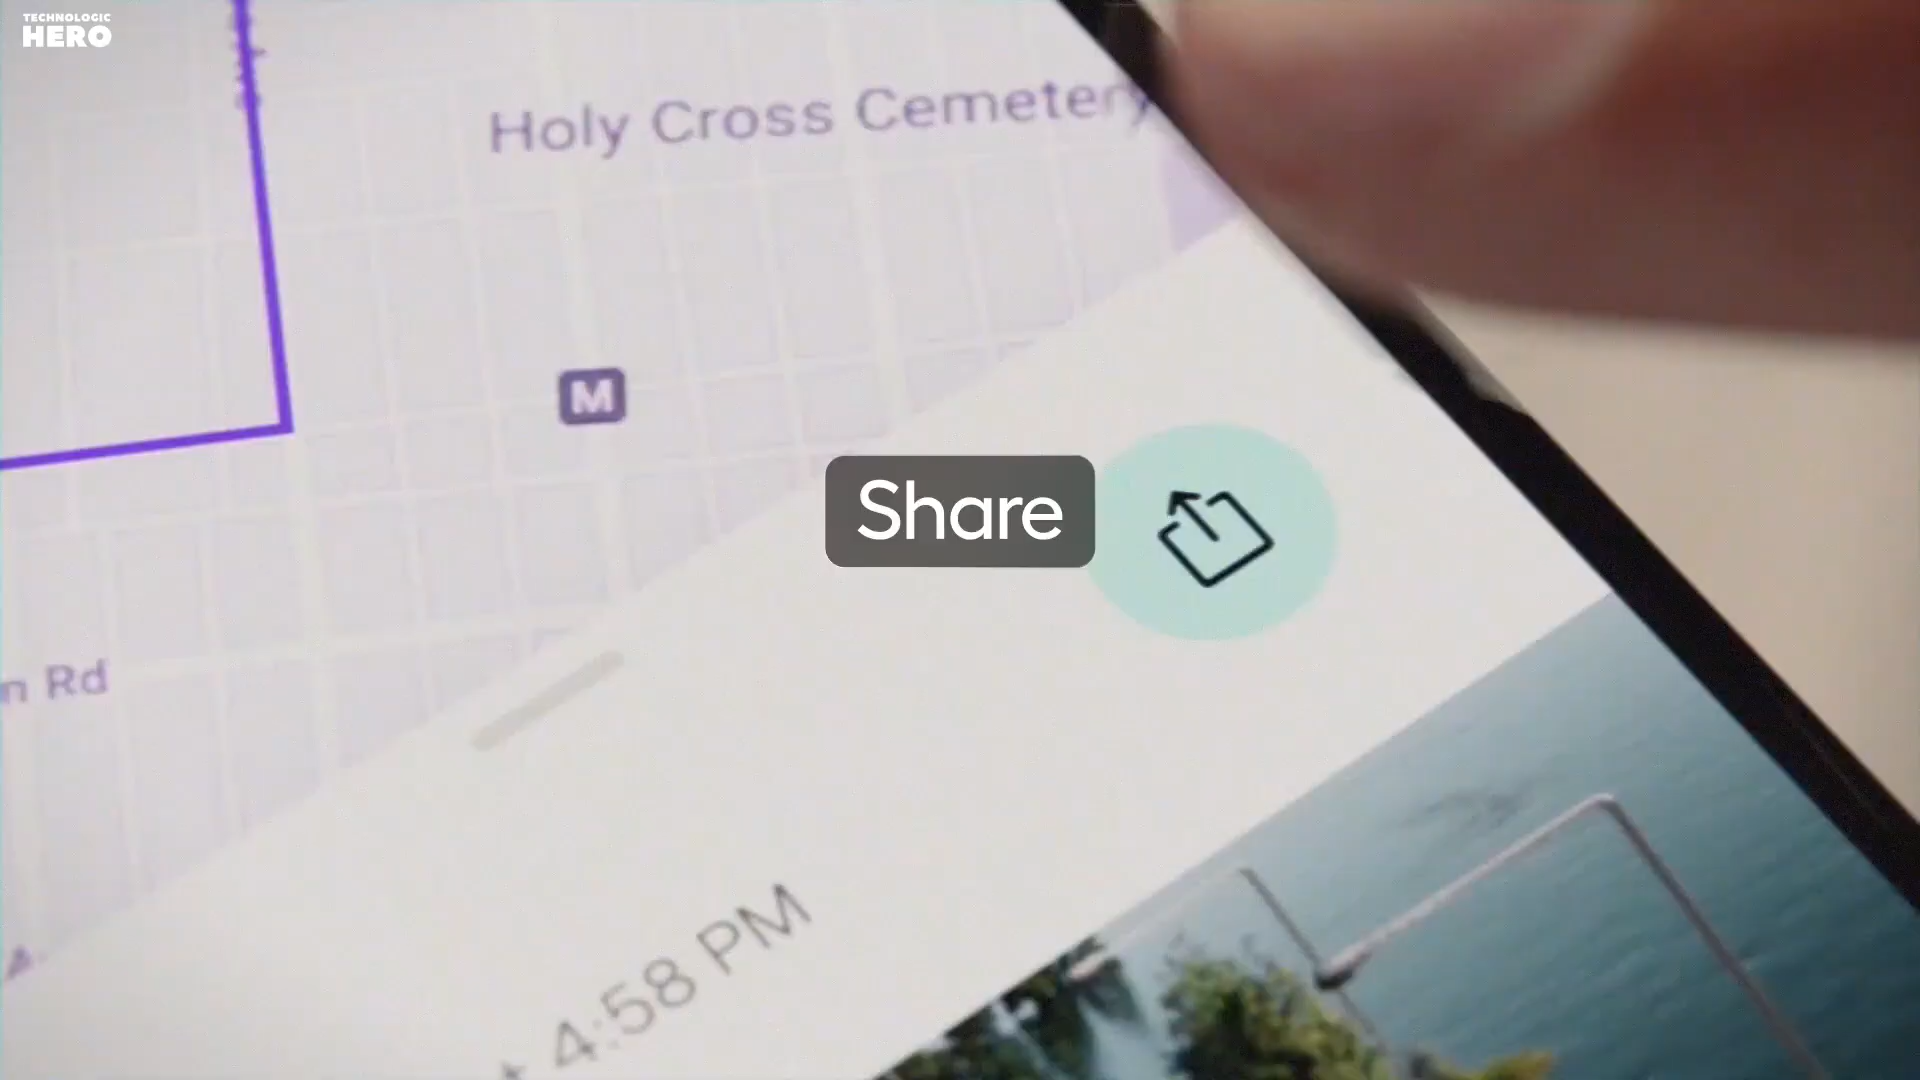 TECHNOLOGIC
HERO
Holy Cross Cemetery
M
Share
n Rd
4:58 PM